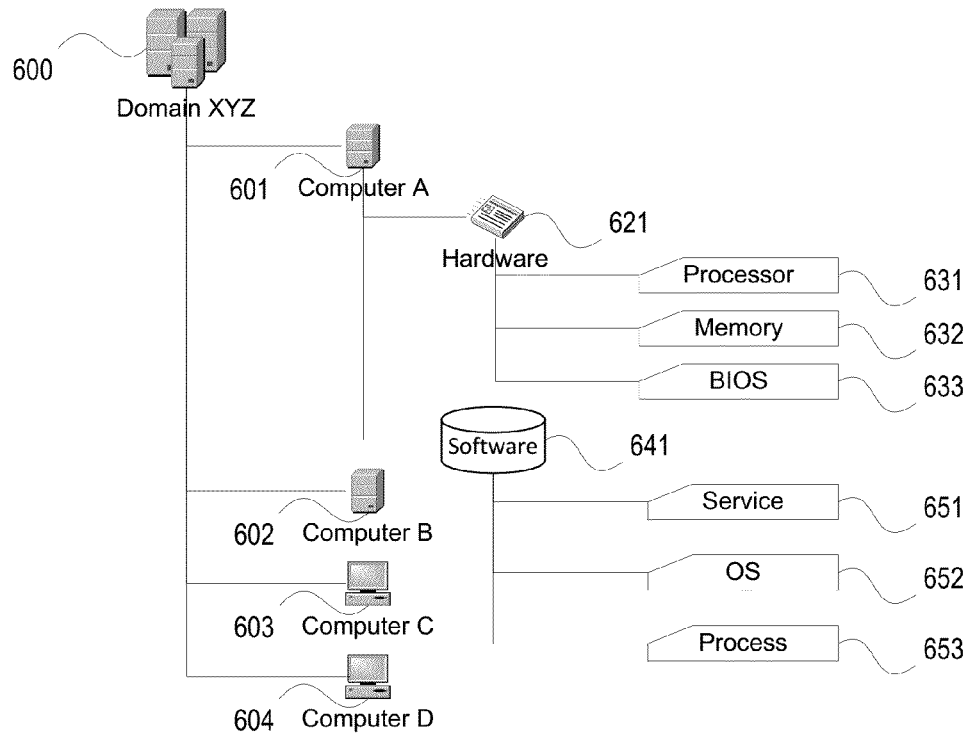 600
Domain XYZ
601
Computer A
621
Hardware
Processor
631
Memory
632
BIOS
633
Software
641
Service
651
602
Computer B
OS
652
603
Computer C
Process
653
604
Computer D